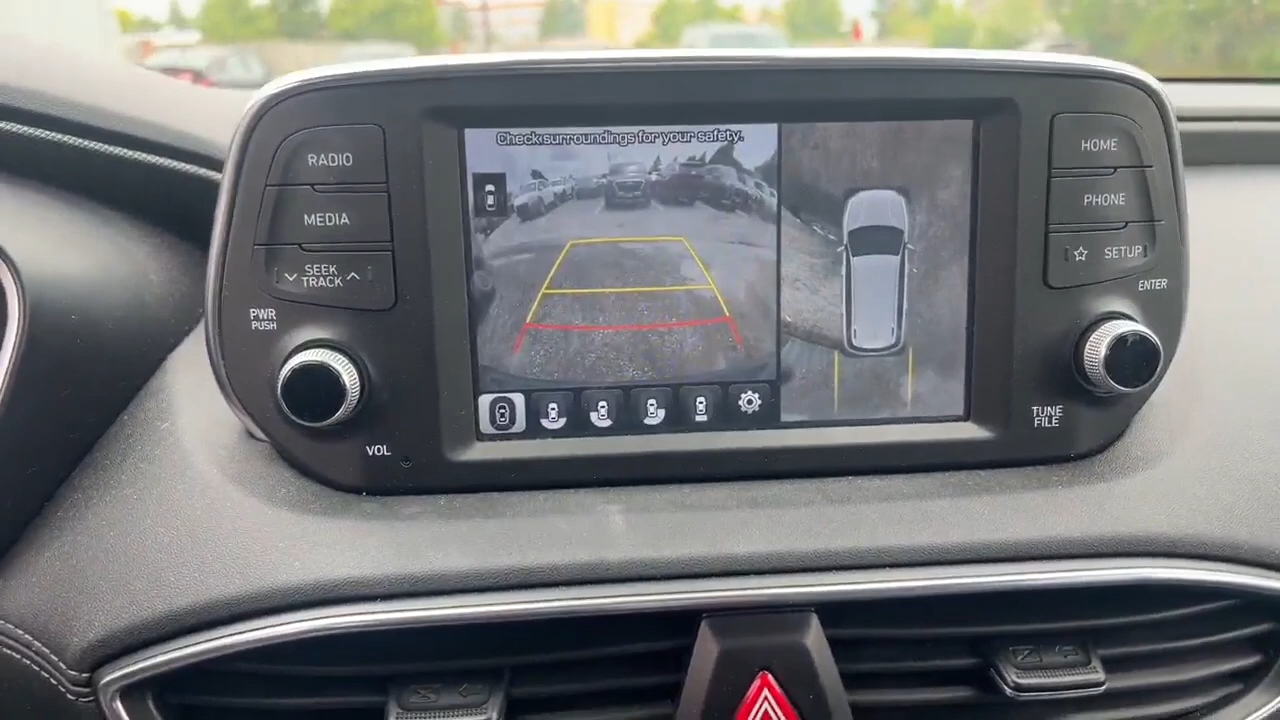 Check surroundings for your safety.
RADIO
MEDIA
SEEK
TRACK
PWR
PUSH
VOL
HOME
PHONE
SETUP
ENTER
TUNE
FILE